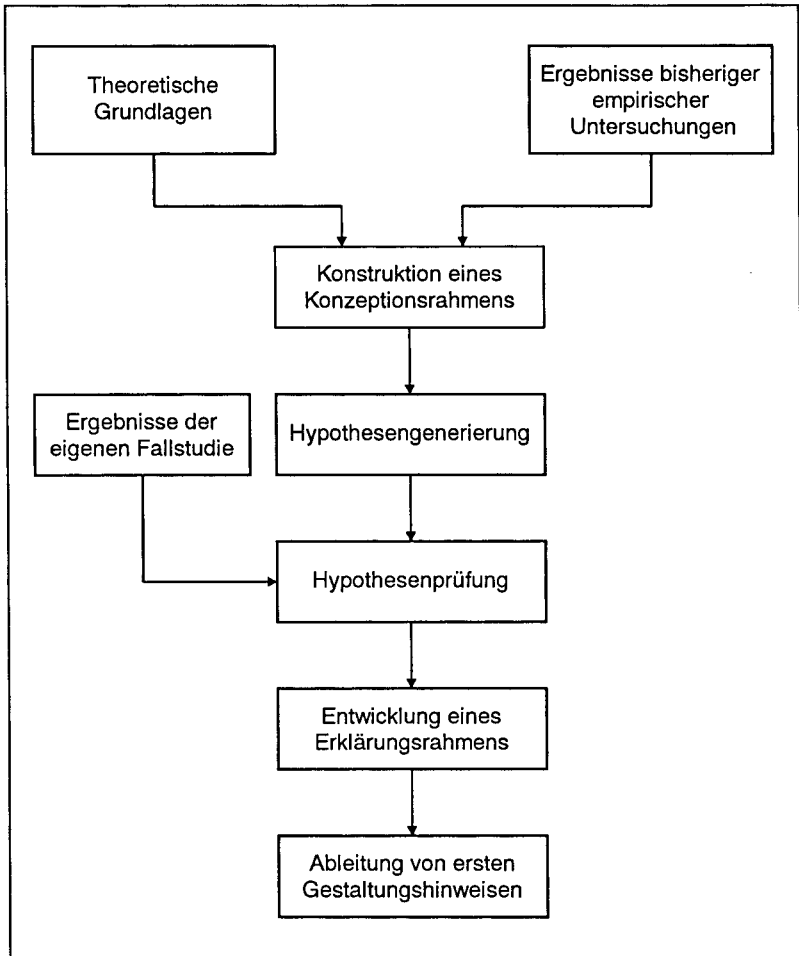 Theoretische
Grundlagen
Ergebnisse bisheriger
empirischer
Untersuchungen
Konstruktion eines
Konzeptionsrahmens
Ergebnisse der
eigenen Fallstudie
Hypothesengenerierung
Hypothesenprüfung
Entwicklung eines
Erklärungsrahmens
Ableitung von ersten
Gestaltungshinweisen